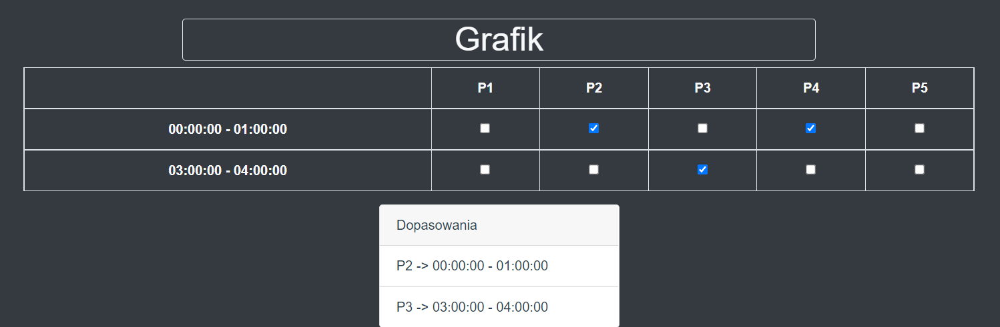 Grafik
P1 P2 P3 P4 P5
00:00:00 - 01:00:00
03:00:00 - 04:00:00
Dopasowania
P2 -> 00:00:00 - 01:00:00
P3 -> 03:00:00 - 04:00:00